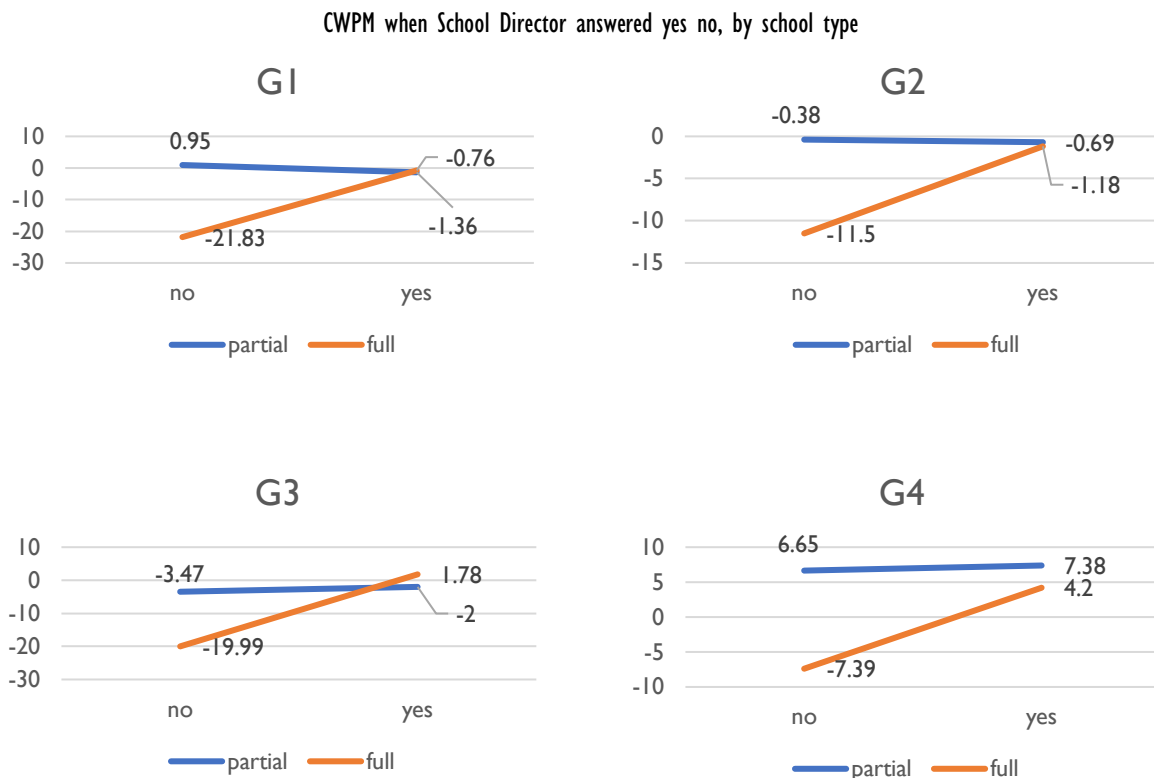 CWPM when School Director answered yes no, by school type
G1
0.95
10
0
-10
-20
-30
-0.76
-1.36
-21.83
no yes
partial full
G2
-0.38
0
-5
-10
-15
-0.69
-1.18
-11.5
no yes
partial full
G3
10
0
-10
-20
-30
-3.47
1.78
-2
-19.99
no yes
partial full
G4
10
5
0
-5
-10
6.65
7.38
4.2
-7.39
no yes
partial full